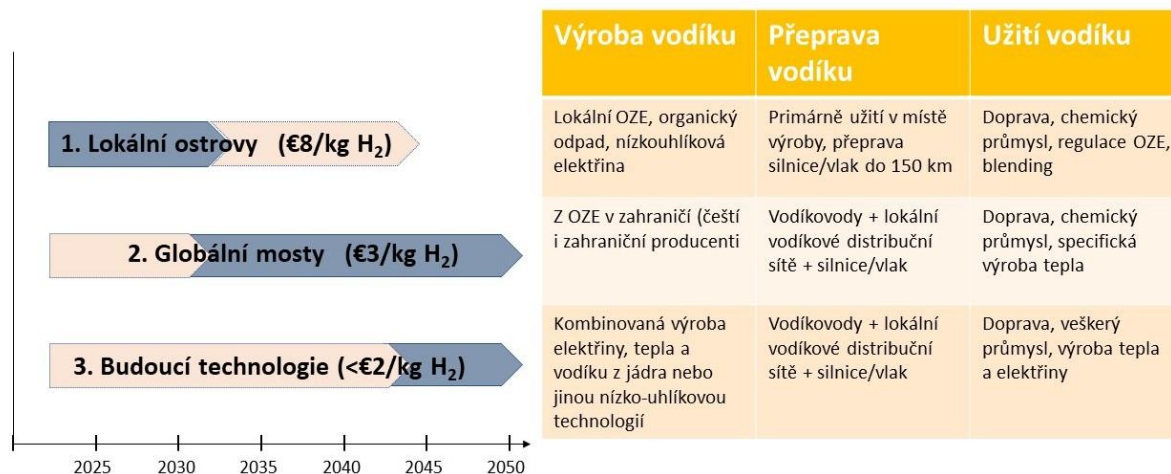 Výroba vodíku
Přeprava
vodíku
Užití vodíku
1. Lokální ostrovy (€8/kg H₂)
Lokální OZE, organický
odpad, nízkouhlíková
elektřina
Primárně užití v místě
výroby, přeprava
silnice/vlak do 150 km
Doprava, chemický
průmysl, regulace OZE,
blending
2. Globální mosty (€3/kg H₂)
Z OZE v zahraničí (čeští
i zahraniční producenti
Vodíkovody + lokální
vodíkové distribuční
sítě + silnice/vlak
Doprava, chemický
průmysl, specifická
výroba tepla
3. Budoucí technologie (<€2/kg H₂)
Kombinovaná výroba
elektřiny, tepla a
vodíku z jádra nebo
jinou nízko-uhlíkovou
technologií
Vodíkovody + lokální
vodíkové distribuční
sítě + silnice/vlak
Doprava, veškerý
průmysl, výroba tepla
a elektřiny
2025 2030 2035 2040 2045 2050